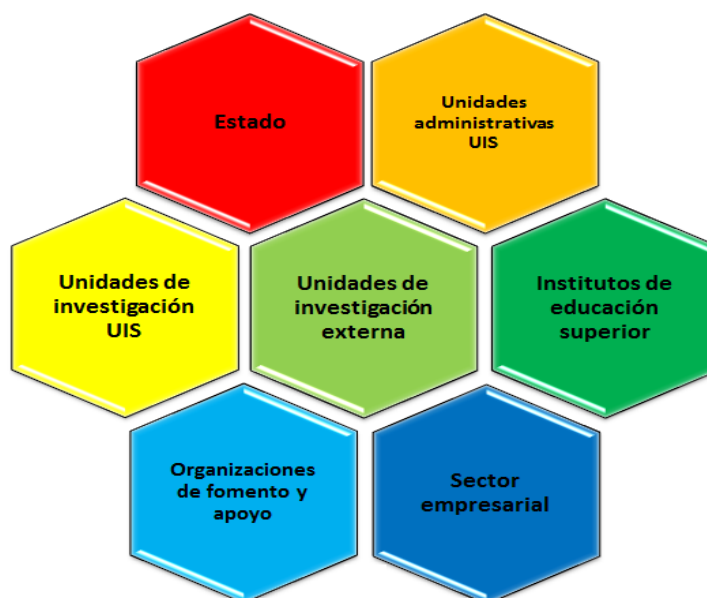 Estado
Unidades
administrativas
UIS
Unidades de
investigación
UIS
Unidades de
investigación
externa
Institutos de
educación
superior
Organizaciones
de fomento y
apoyo
Sector
empresarial